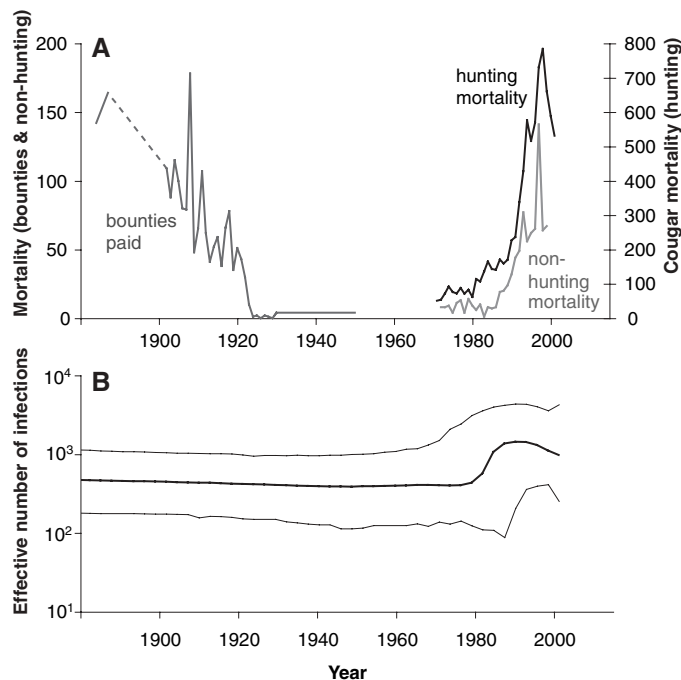 A
200
150
100
50
0
Mortality (bounties & non-hunting)
800
700
600
500
400
300
200
100
0
Cougar mortality (hunting)
hunting
mortality
bounties
paid
non-
hunting
mortality
1900
1920
1940
1960
1980
2000
B
10⁴
10³
10²
10¹
Effective number of infections
1900
1920
1940
1960
1980
2000
Year